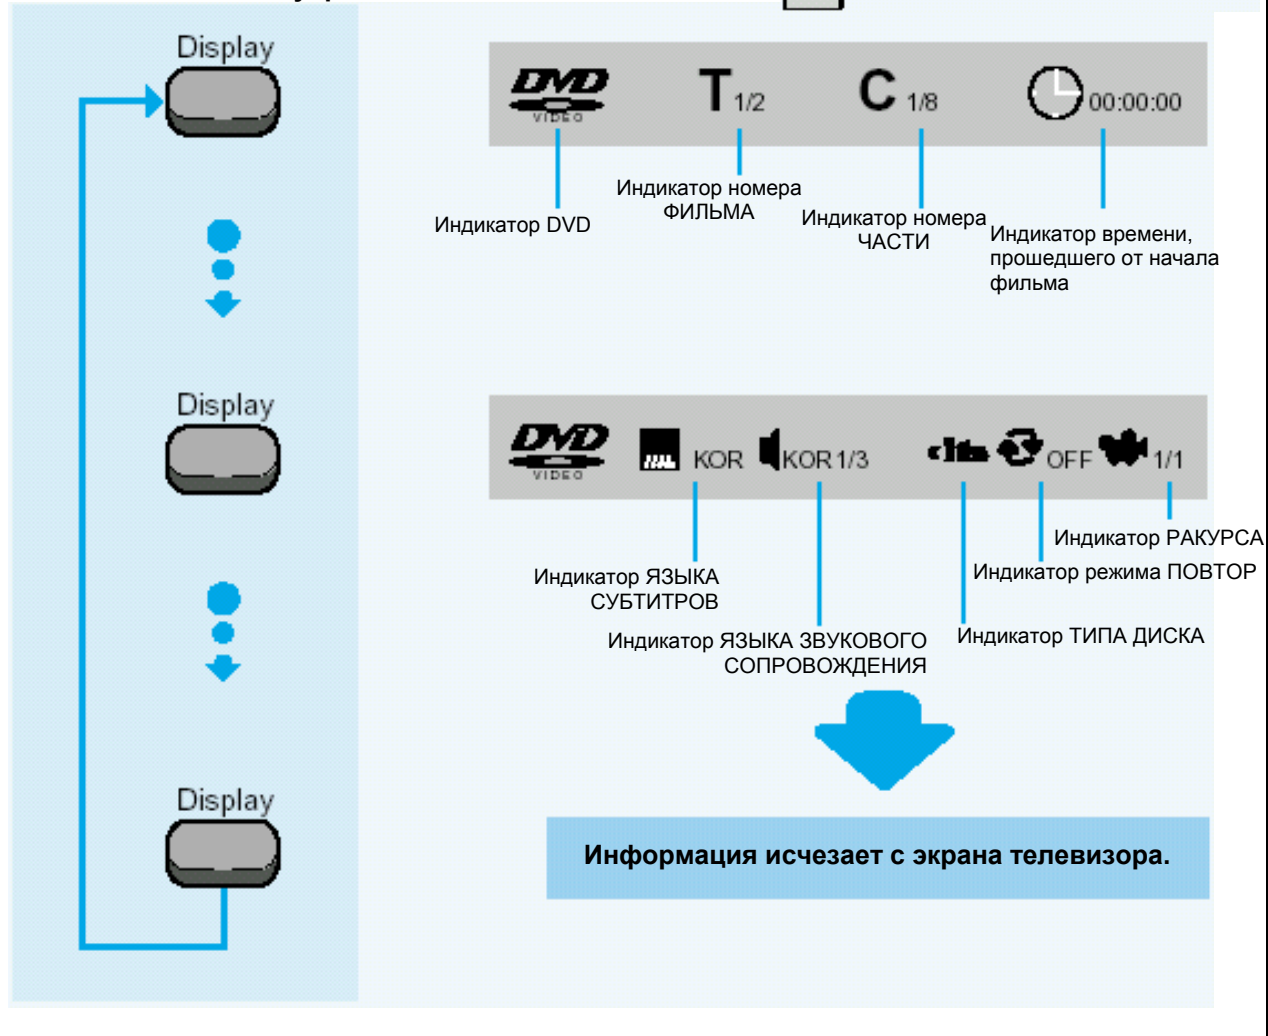 Display
DVD
VIDEO
T 1/2
C 1/8
00:00:00
Индикатор DVD
Индикатор номера
ФИЛЬМА
Индикатор номера
ЧАСТИ
Индикатор времени,
прошедшего от начала
фильма
Display
DVD
VIDEO
KOR
KOR 1/3
OFF
1/1
Индикатор РАКУРСА
Индикатор режима ПОВТОР
Индикатор ЯЗЫКА
СУБТИТРОВ
Индикатор ТИПА ДИСКА
Индикатор ЯЗЫКА ЗВУКОВОГО
СОПРОВОЖДЕНИЯ
Display
Информация исчезает с экрана телевизора.